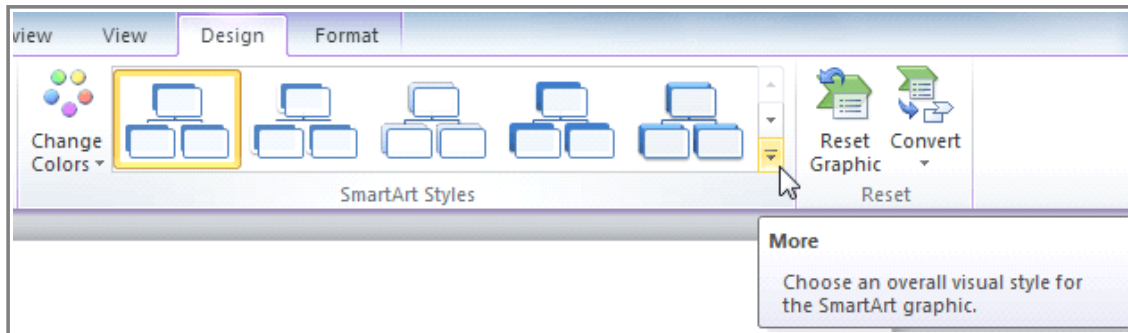 view View Design Format
Change
Colors
Reset
Graphic
Convert
SmartArt Styles
Reset
More
Choose an overall visual style for
the SmartArt graphic.